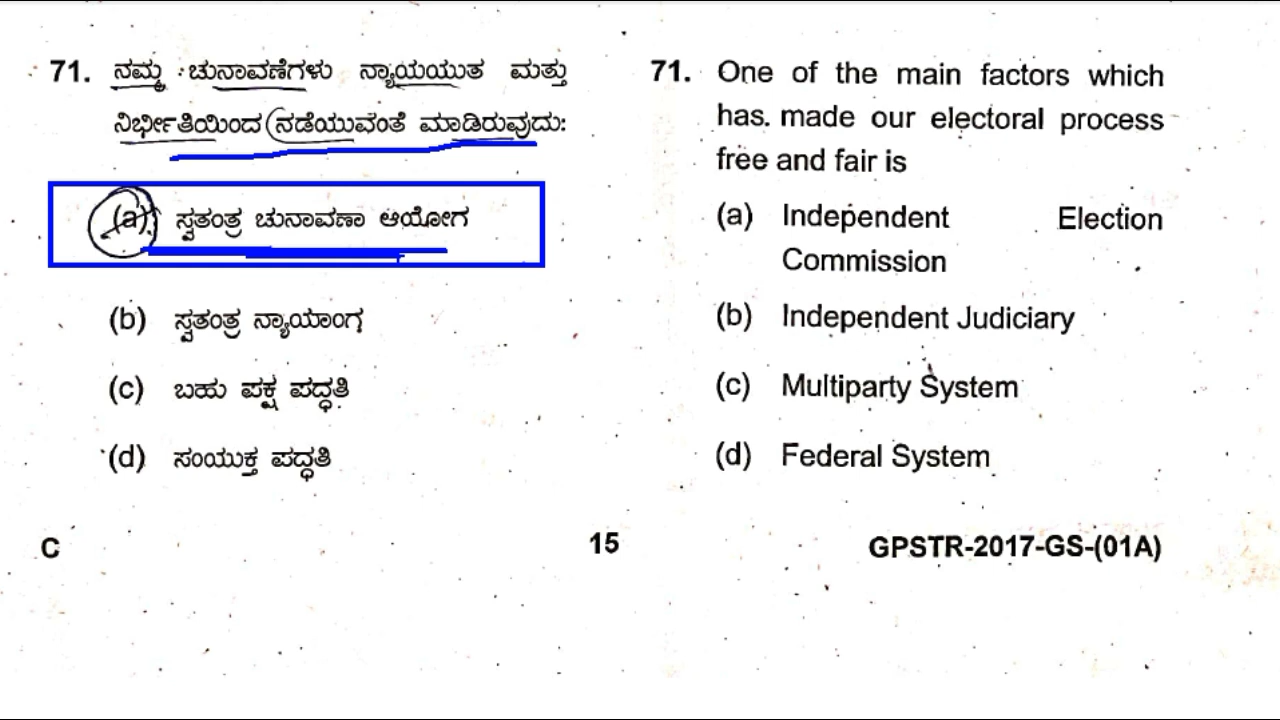 71. ನಮ್ಮ ಚುನಾವಣೆಗಳು ನ್ಯಾಯಯುತ ಮತ್ತು
ನಿರ್ಭೀತಿಯಿಂದ ನಡೆಯುವಂತೆ ಮಾಡಿರುವುದು:
(a) ಸ್ವತಂತ್ರ ಚುನಾವಣಾ ಆಯೋಗ
(b) ಸ್ವತಂತ್ರ ನ್ಯಾಯಾಂಗ
(c) ಬಹು ಪಕ್ಷ ಪದ್ಧತಿ
(d) ಸಂಯುಕ್ತ ಪದ್ಧತಿ
71. One of the main factors which
has made our electoral process
free and fair is
(a) Independent Election
Commission
(b) Independent Judiciary
(c) Multiparty System
(d) Federal System
C 15 GPSTR-2017-GS-(01A)